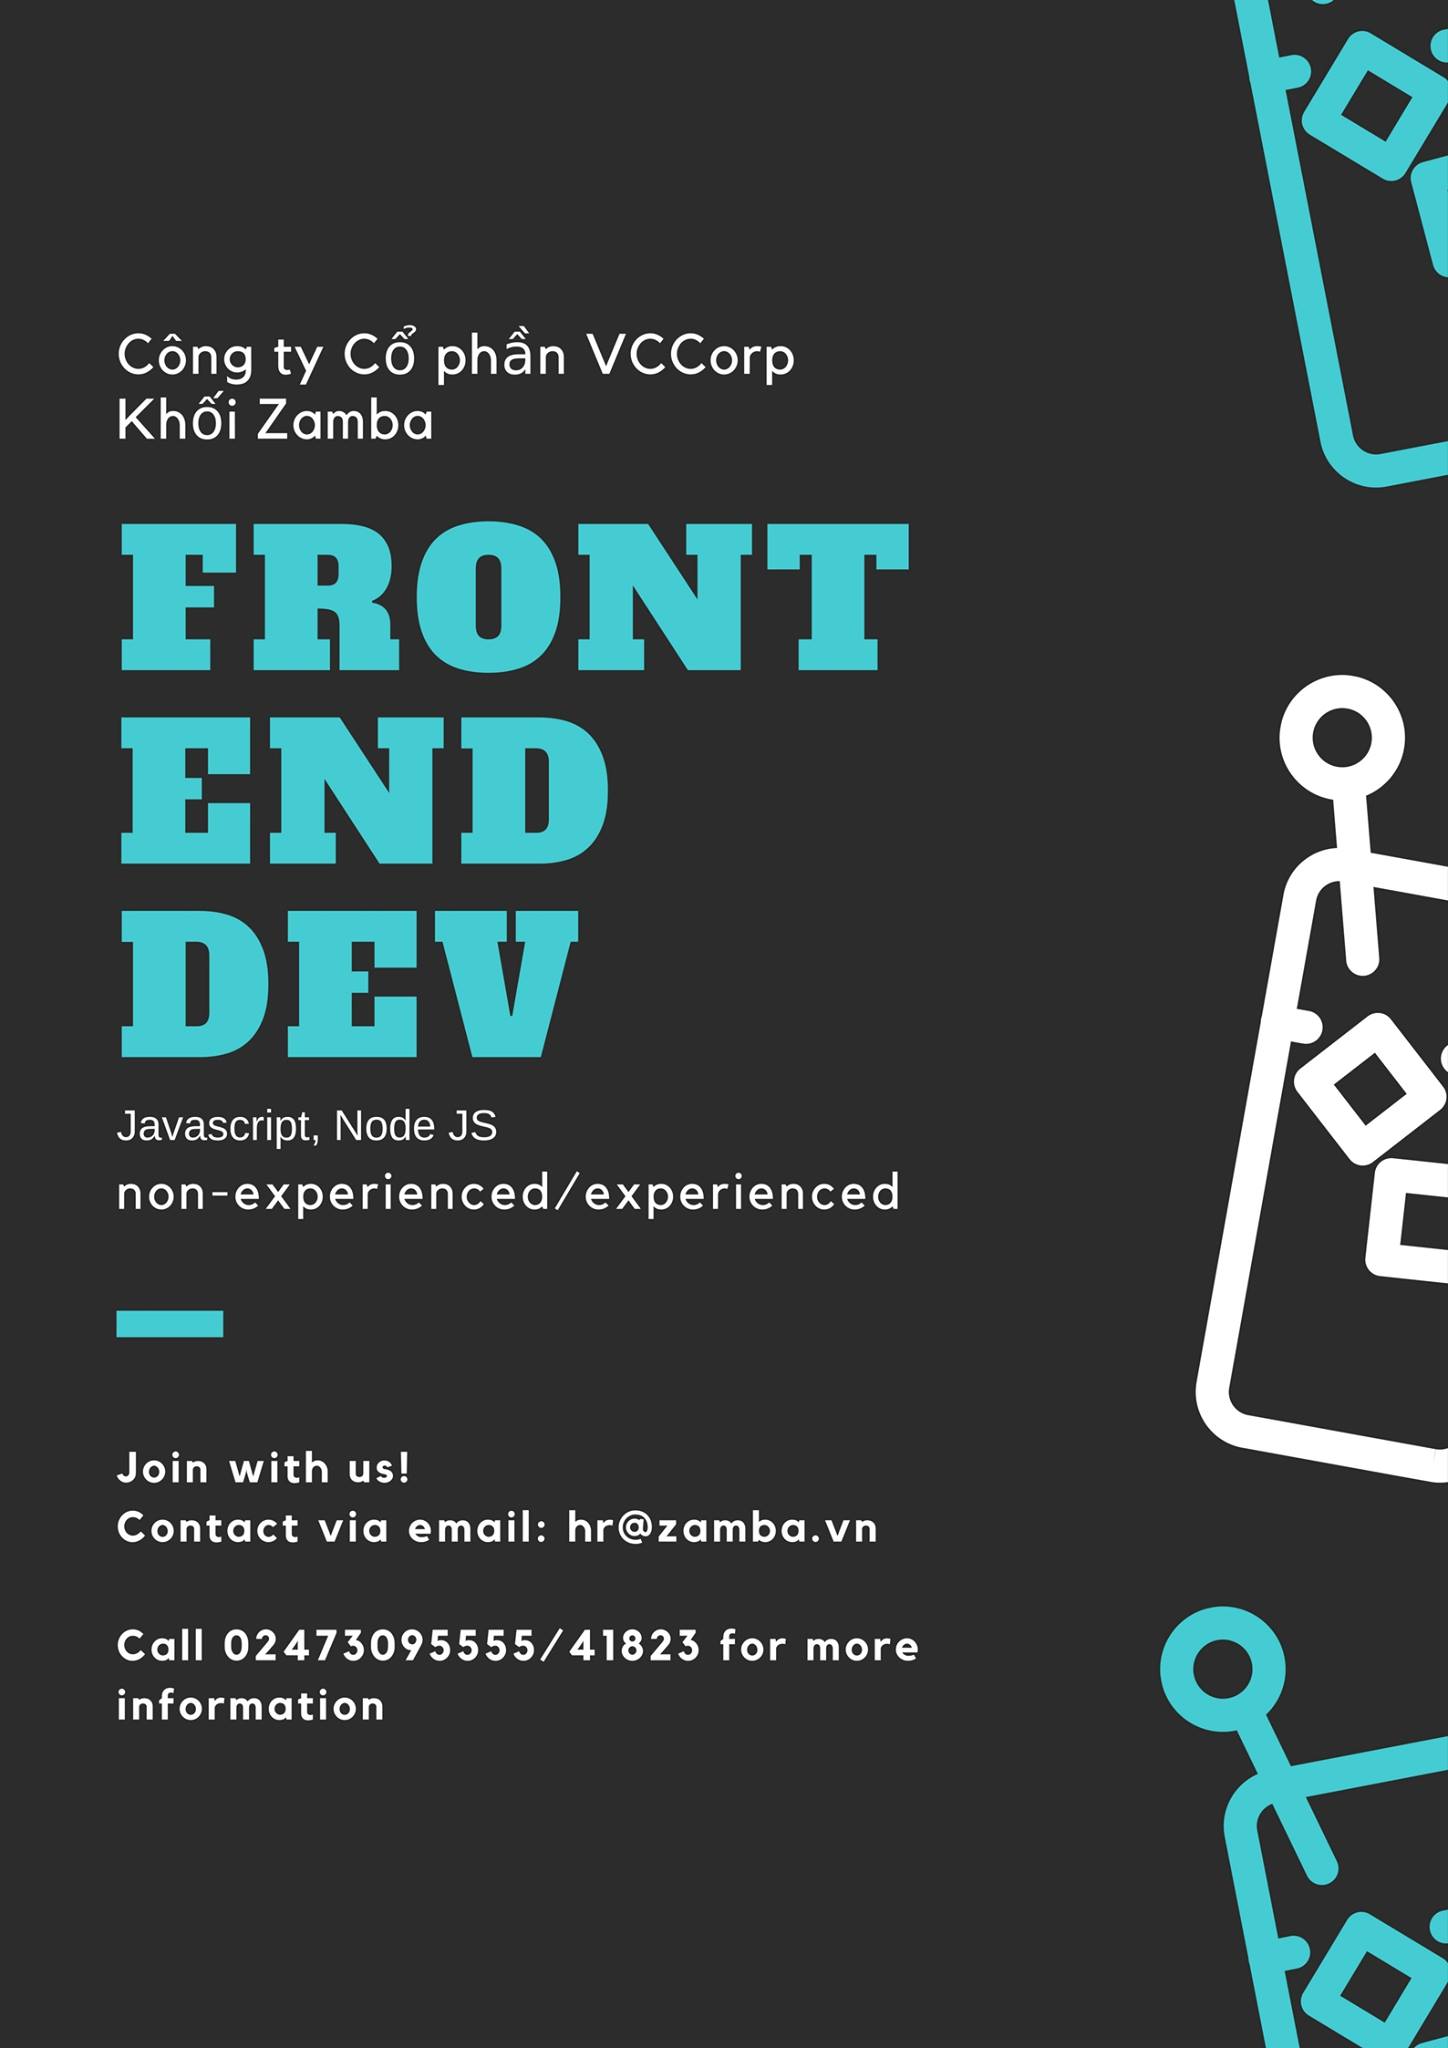 Công ty Cổ phần VCCorp
Khối Zamba
FRONT
END
DEV
Javascript, Node JS
non-experienced/experienced
Join with us!
Contact via email: hr@zamba.vn
Call 02473095555/41823 for more
information